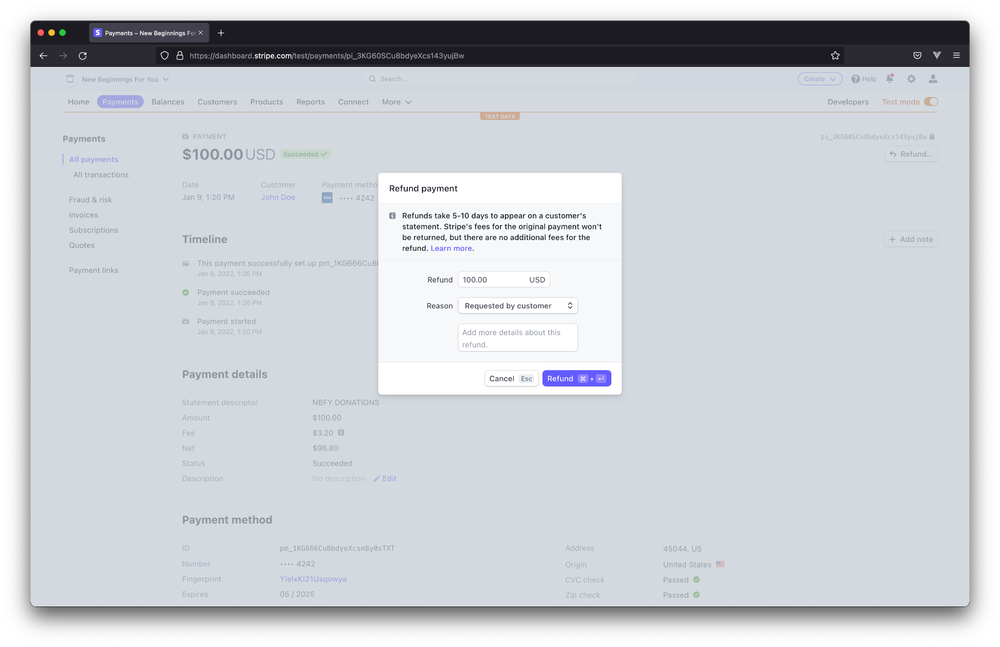 Payments – New Beginnings For
https://dashboard.stripe.com/test/payments/pi_3KG60SCu8bdyeXcs143yujBw
New Beginnings For You
Search...
Create
Help
Home Payments Balances Customers Products Reports Connect More
Developers Test mode
TEST DATA
Payments
All payments
All transactions
Fraud & risk
Invoices
Subscriptions
Quotes
Payment links
PAYMENT
pi_3KG60SCu8bdyeXcs143yujBw
$100.00 USD Succeeded
Refund...
Date
Jan 9, 1:20 PM
Customer
John Doe
Payment metho
VISA •••• 4242
Timeline
Add note
This payment successfully set up pm_1KG666Cu8b
Jan 9, 2022, 1:26 PM
Payment succeeded
Jan 9, 2022, 1:26 PM
Payment started
Jan 9, 2022, 1:20 PM
Refund payment
Refunds take 5-10 days to appear on a customer's
statement. Stripe's fees for the original payment won't
be returned, but there are no additional fees for the
refund. Learn more.
Refund 100.00 USD
Reason Requested by customer
Add more details about this
refund.
Cancel Esc
Refund ⌘ + ↵
Payment details
Statement descriptor NBFY DONATIONS
Amount $100.00
Fee $3.20
Net $96.80
Status Succeeded
Description No description Edit
Payment method
ID pm_1KG666Cu8bdyeXcsn8y0sTXT
Number •••• 4242
Fingerprint YlelxKI21Usqowya
Expires 05 / 2025
Address 45044, US
Origin United States
CVC check Passed
Zip check Passed